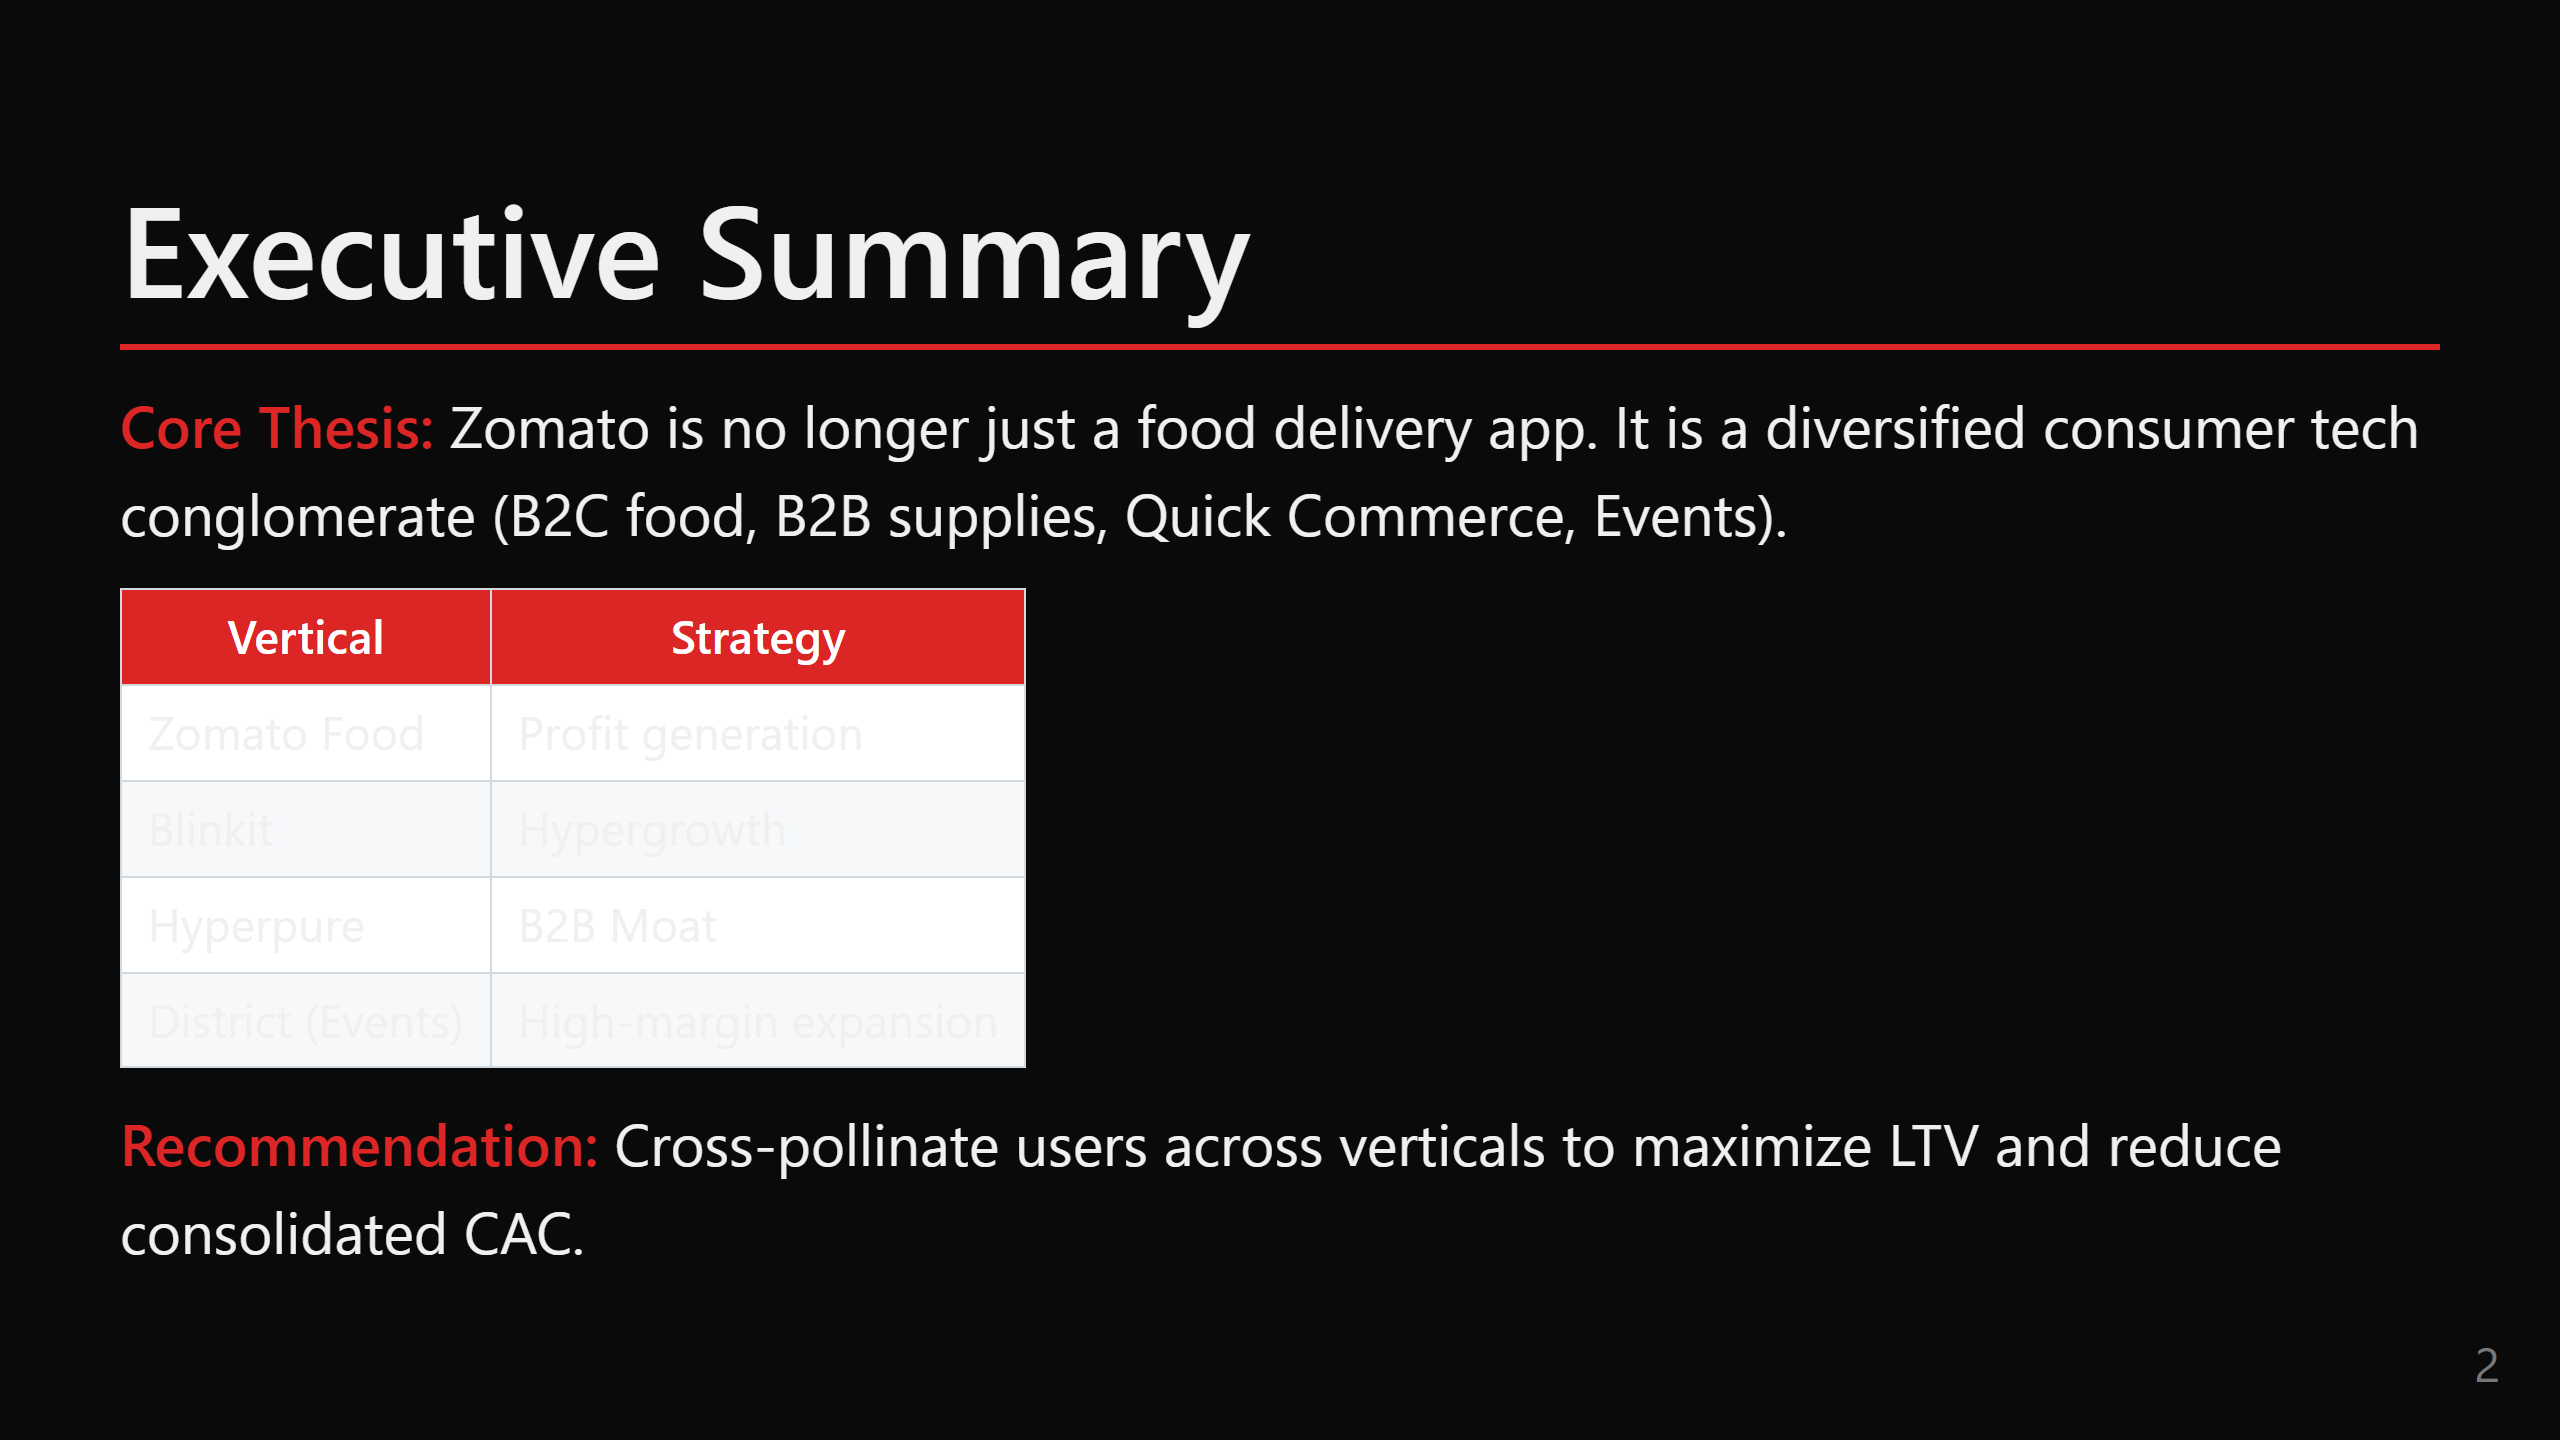 Executive Summary
Core Thesis: Zomato is no longer just a food delivery app. It is a diversified consumer tech
conglomerate (B2C food, B2B supplies, Quick Commerce, Events).
Vertical Strategy
Zomato Food Profit generation
Blinkit Hypergrowth
Hyperpure B2B Moat
District (Events) High-margin expansion
Recommendation: Cross-pollinate users across verticals to maximize LTV and reduce
consolidated CAC.
2